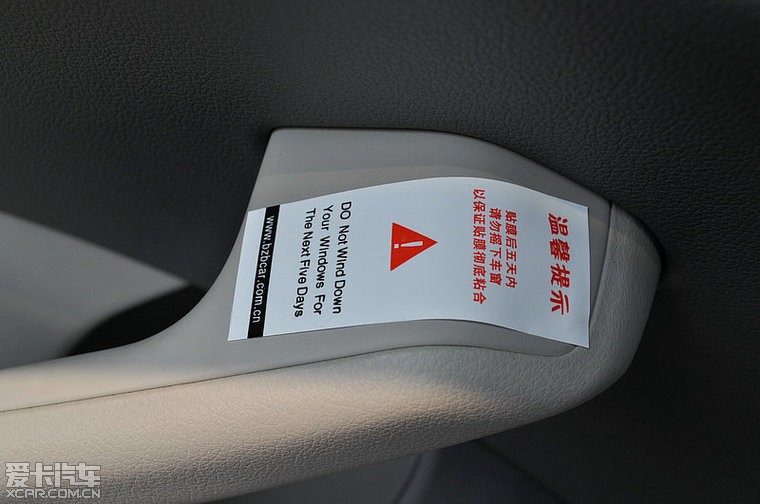 温馨提示
贴膜后五天内
请勿摇下车窗
以保证贴膜彻底粘合
!
DO Not Wind Down
Your Windows For
The Next Five Days
www.bzbcar.com.cn
爱卡汽车
XCAR.COM.CN